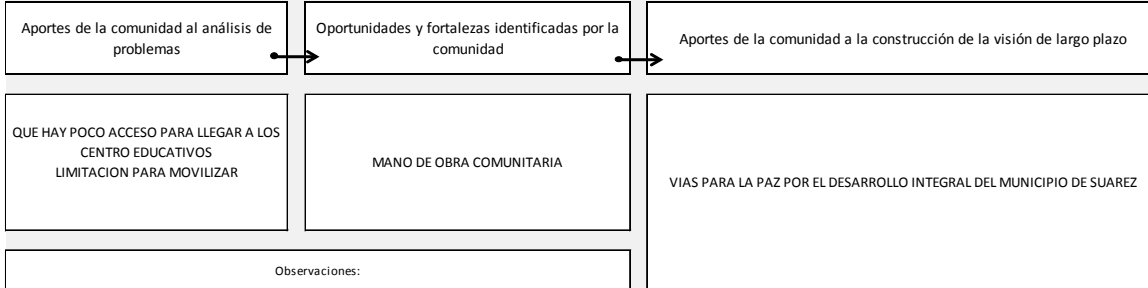 Aportes de la comunidad al análisis de
problemas
Oportunidades y fortalezas identificadas por la
comunidad
Aportes de la comunidad a la construcción de la visión de largo plazo
QUE HAY POCO ACCESO PARA LLEGAR A LOS
CENTRO EDUCATIVOS
LIMITACION PARA MOVILIZAR
MANO DE OBRA COMUNITARIA
VIAS PARA LA PAZ POR EL DESARROLLO INTEGRAL DEL MUNICIPIO DE SUAREZ
Observaciones: